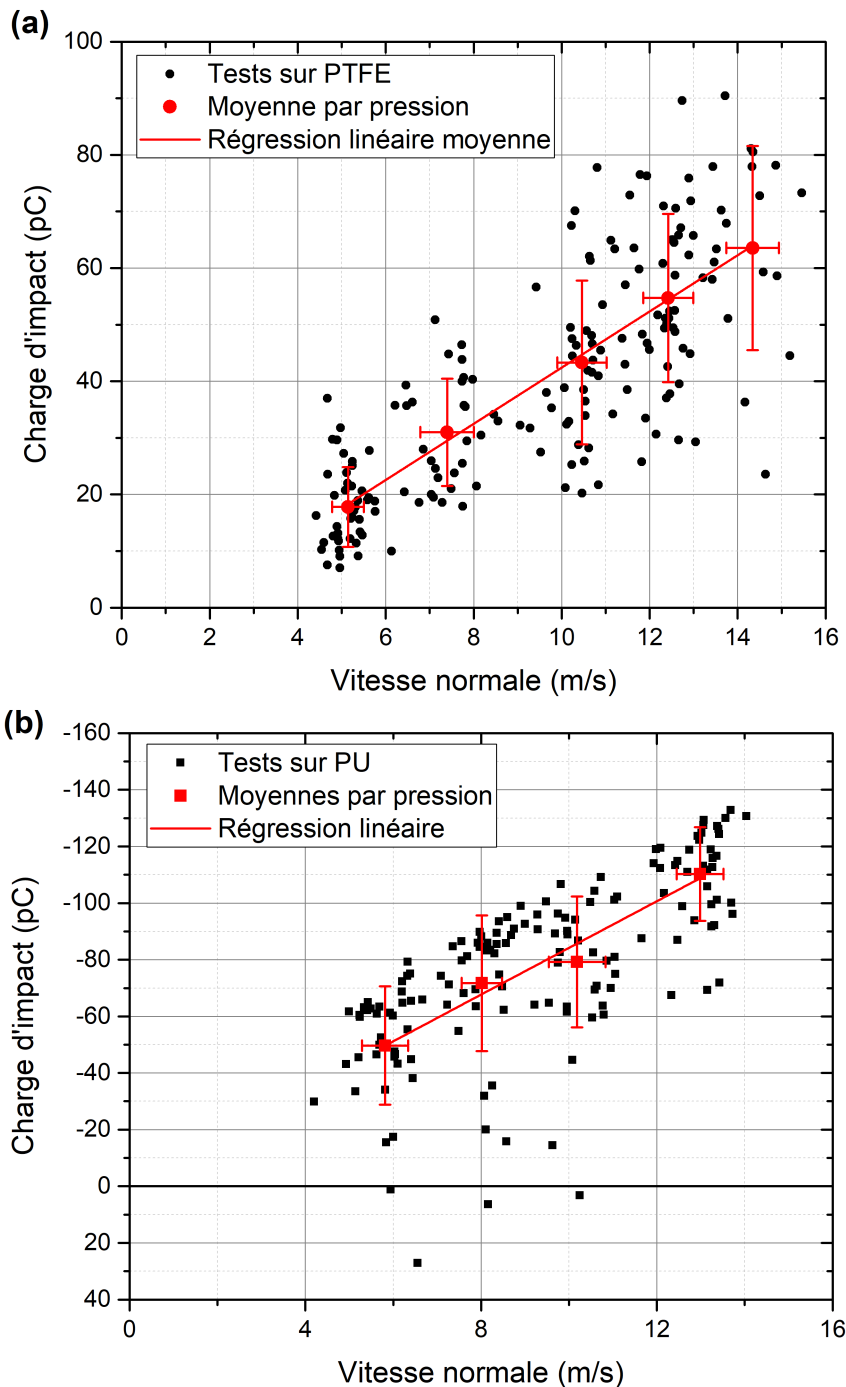 (a)
100
80
60
40
20
0
Charge d'impact (pC)
Tests sur PTFE
Moyenne par pression
Régression linéaire moyenne
0 2 4 6 8 10 12 14 16
Vitesse normale (m/s)
(b)
-160
-140
-120
-100
-80
-60
-40
-20
0
20
40
Charge d'impact (pC)
Tests sur PU
Moyennes par pression
Régression linéaire
0 4 8 12 16
Vitesse normale (m/s)